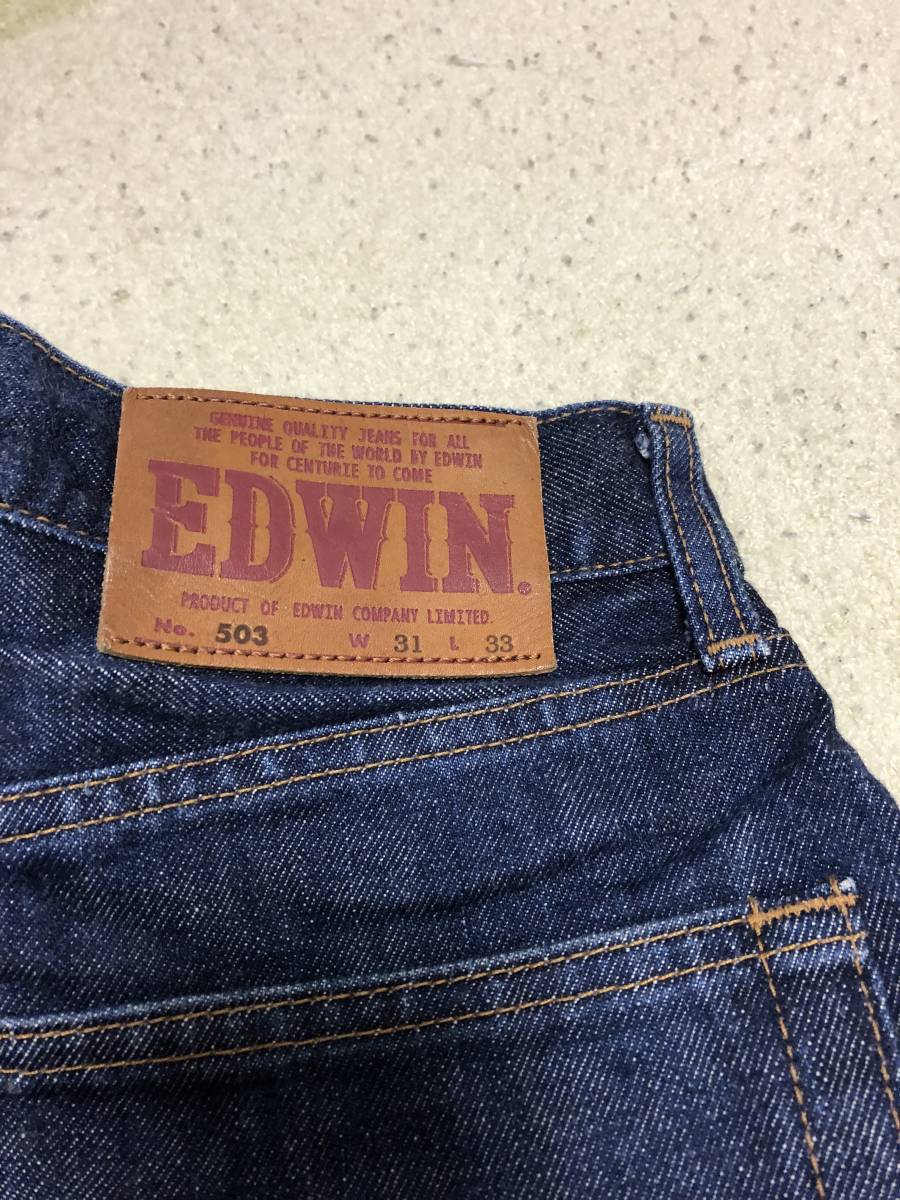 GENUINE QUALITY JEANS FOR ALL
THE PEOPLE OF THE WORLD BY EDWIN
FOR CENTURIE TO COME
EDWIN®
PRODUCT OF EDWIN COMPANY LIMITED.
No. 503 W 31 L 33